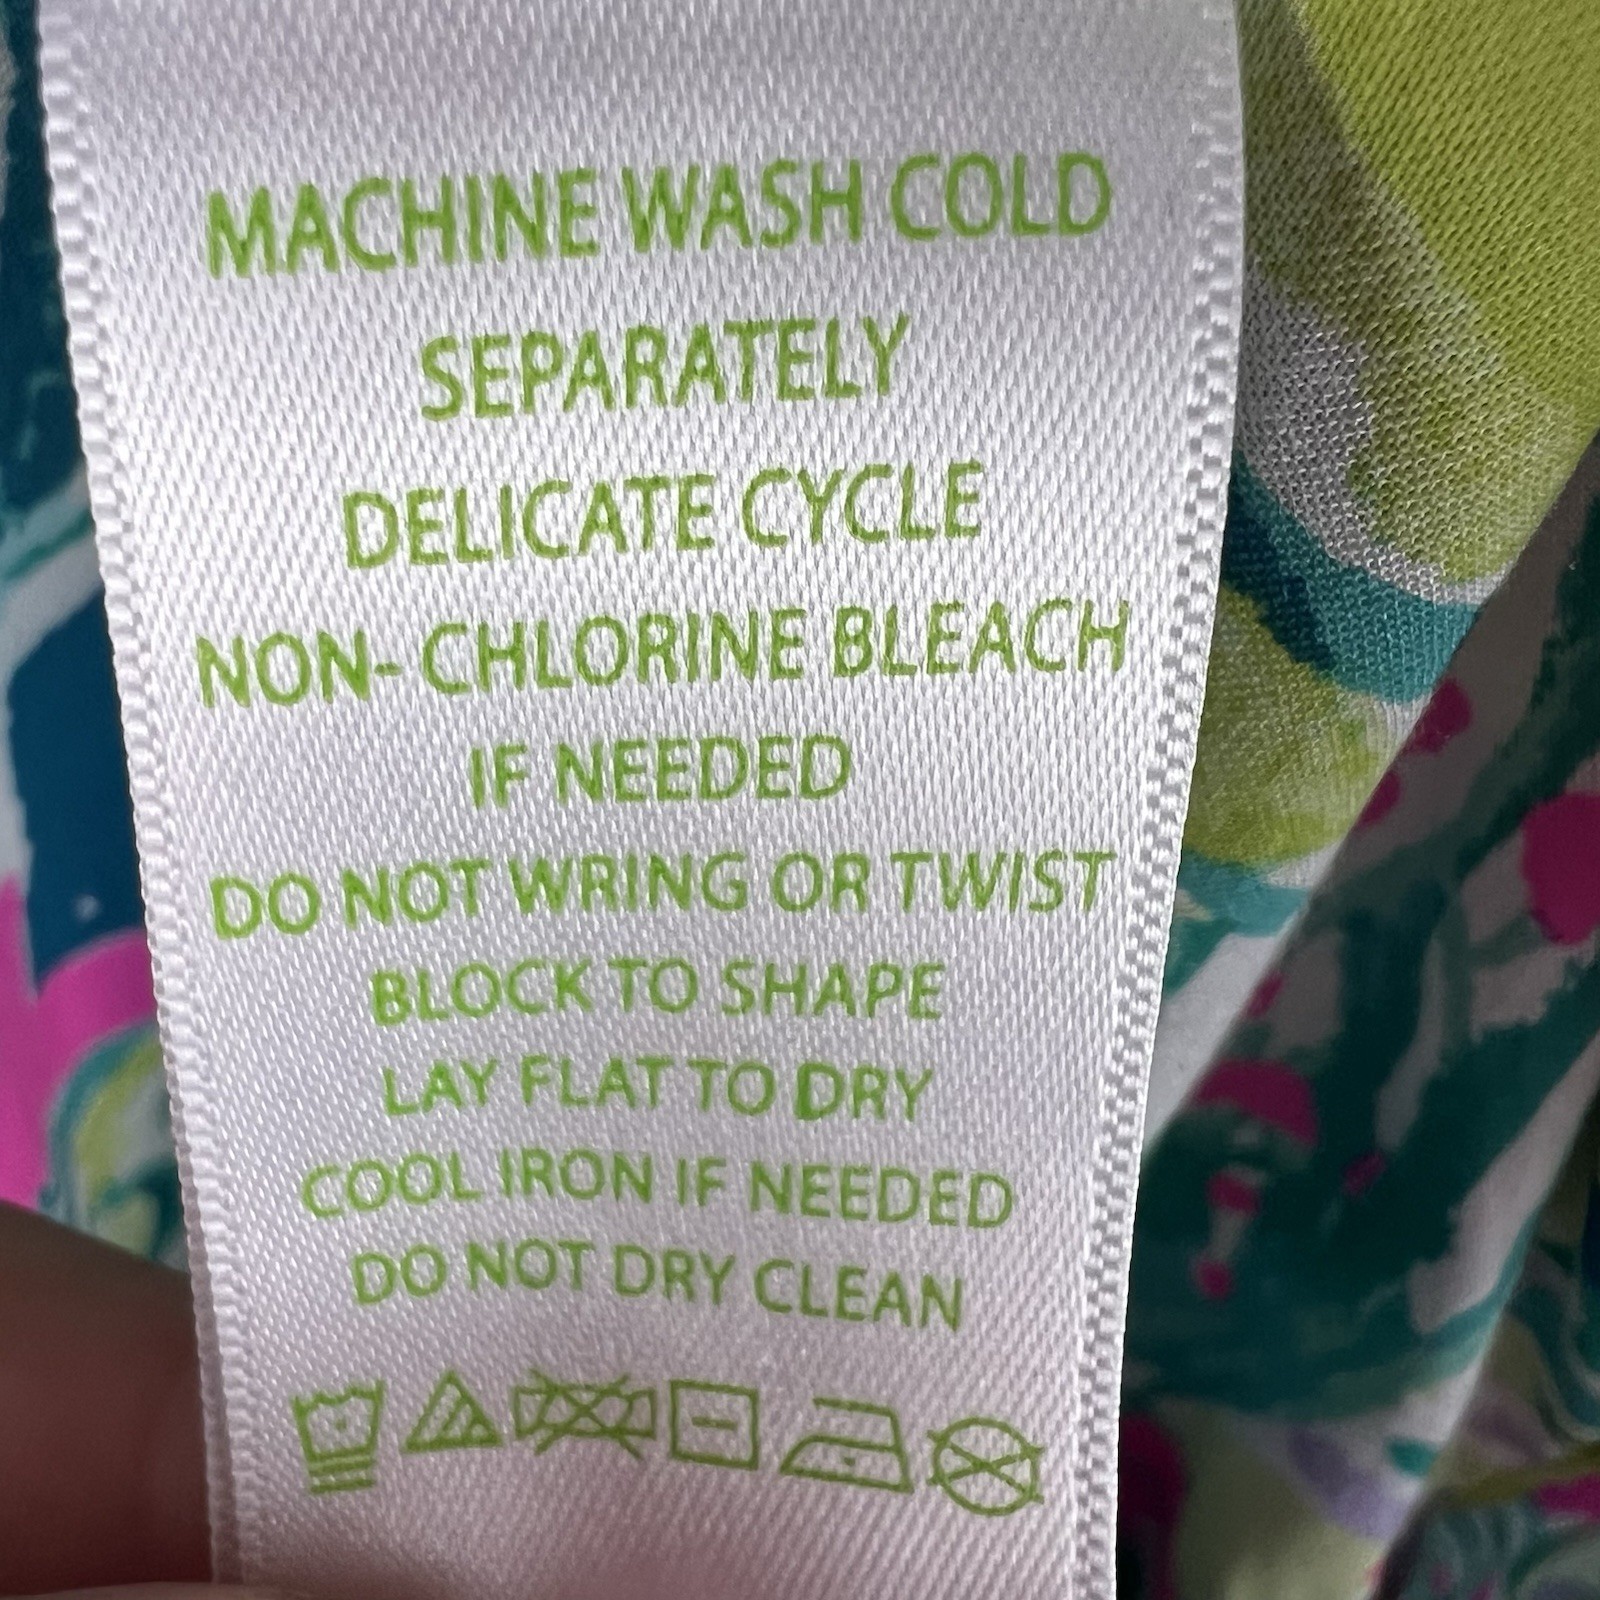 MACHINE WASH COLD
SEPARATELY
DELICATE CYCLE
NON- CHLORINE BLEACH
IF NEEDED
DO NOT WRING OR TWIST
BLOCK TO SHAPE
LAY FLAT TO DRY
COOL IRON IF NEEDED
DO NOT DRY CLEAN